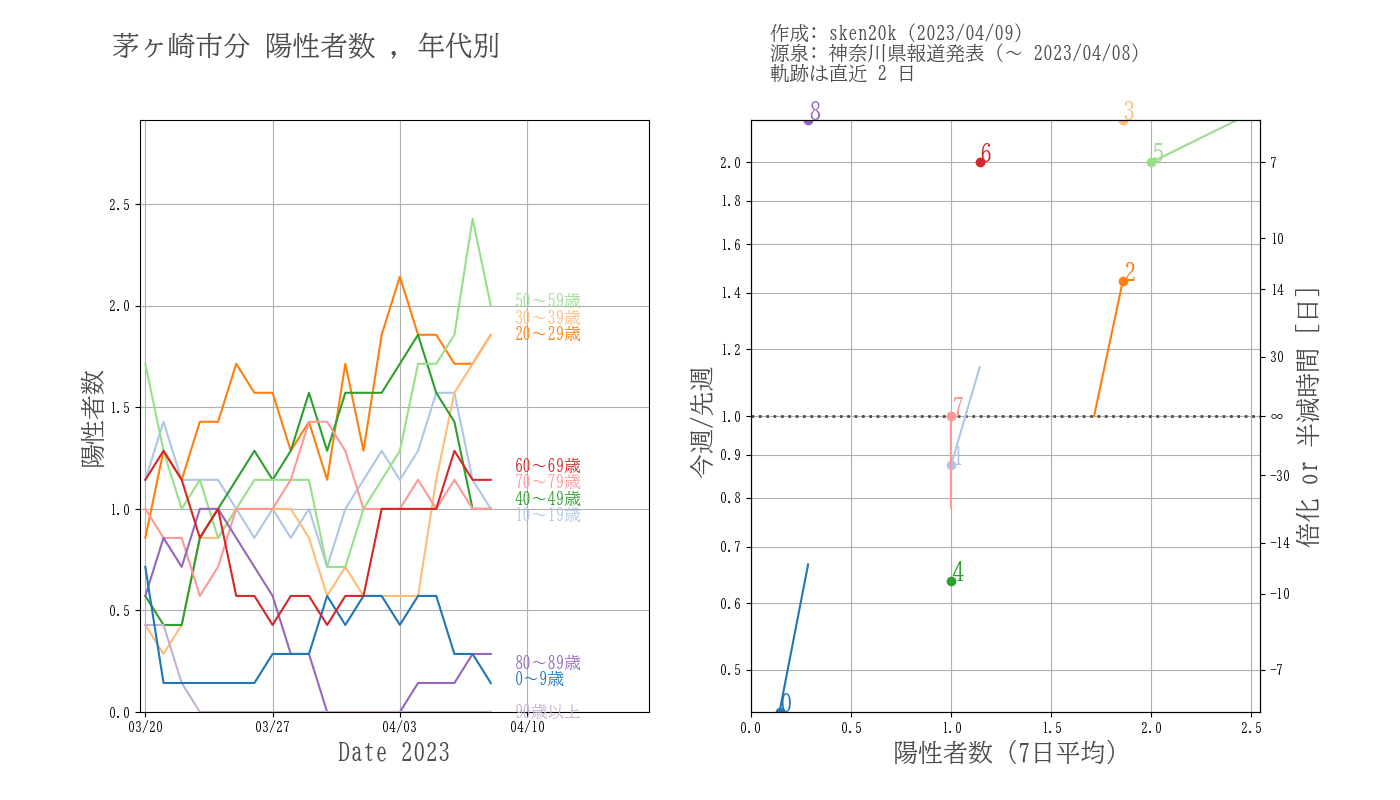 茅ヶ崎市分 陽性者数 , 年代別
作成: sken20k (2023/04/09)
源泉: 神奈川県報道発表 (～ 2023/04/08)
軌跡は直近 2 日
陽性者数
2.5
2.0
1.5
1.0
0.5
0.0
03/20
03/27
04/03
04/10
Date 2023
50～59歳
30～39歳
20～29歳
60～69歳
70～79歳
40～49歳
10～19歳
80～89歳
0～9歳
90歳以上
今週/先週
2.0
1.8
1.6
1.4
1.2
1.0
0.9
0.8
0.7
0.6
0.5
8
3
6
5
2
7
1
4
0
0.0
0.5
1.0
1.5
2.0
2.5
陽性者数 (7日平均)
7
10
14
30
∞
-30
-14
-10
-7
倍化 or 半減時間 [日]